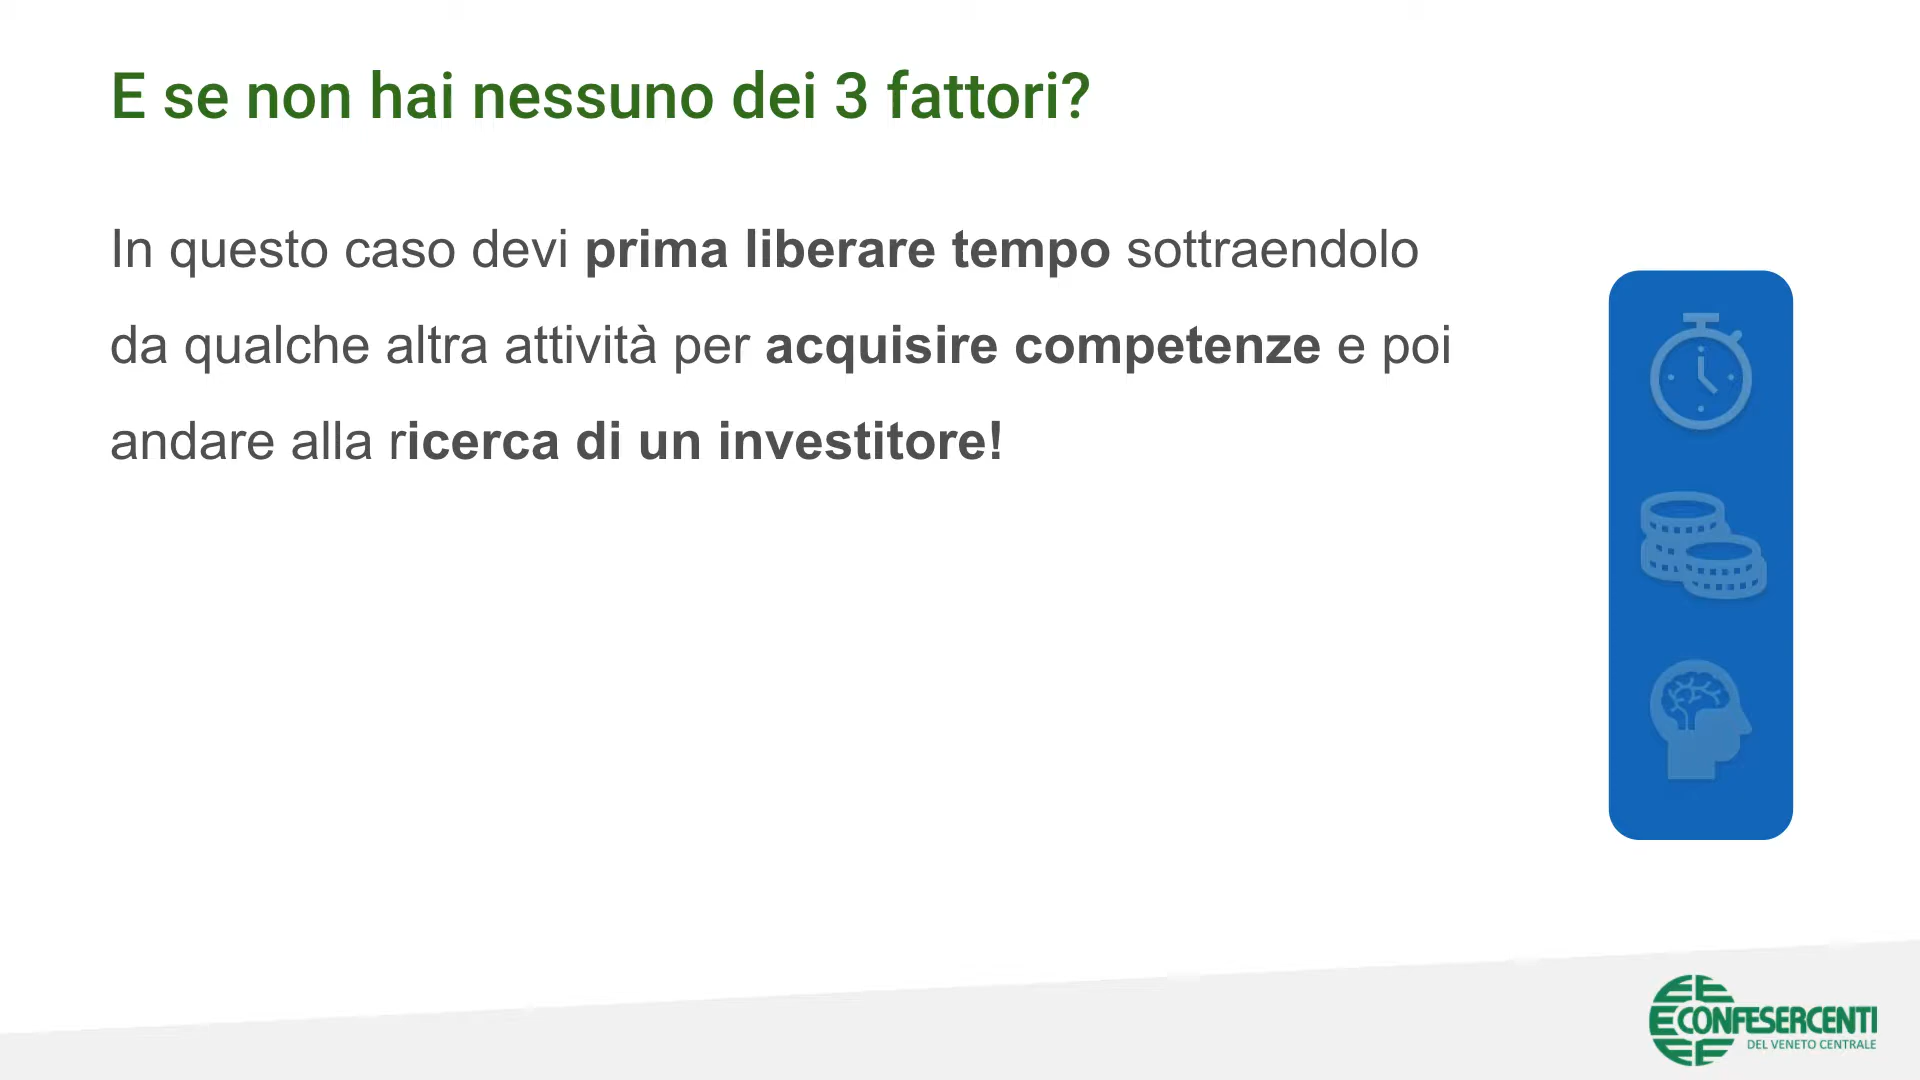 E se non hai nessuno dei 3 fattori?
In questo caso devi prima liberare tempo sottraendolo
da qualche altra attività per acquisire competenze e poi
andare alla ricerca di un investitore!
CONFESERCENTI
DEL VENETO CENTRALE